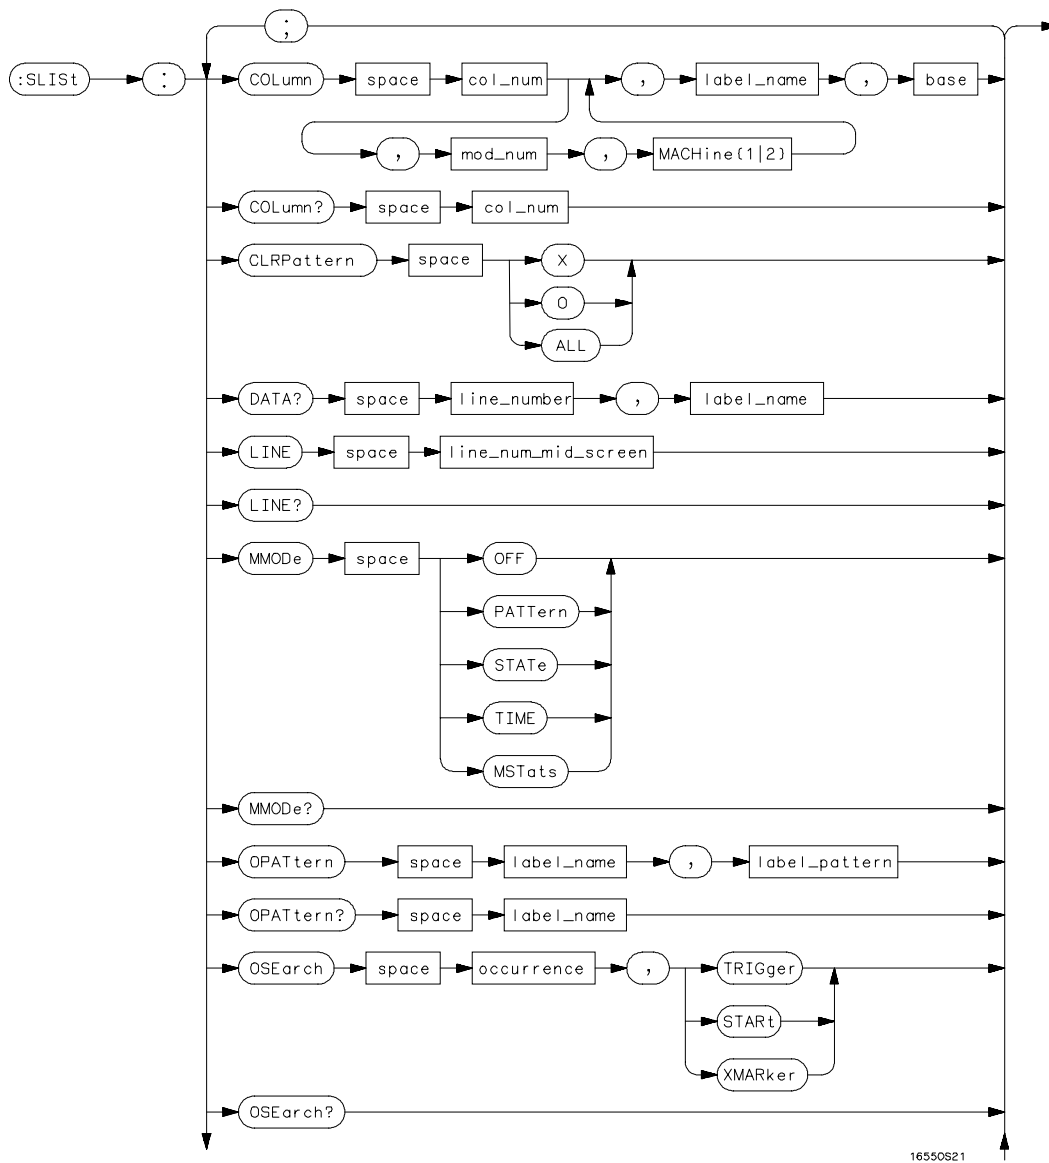 ;
:SLISt : COLumn space col_num , label_name , base
, mod_num , MACHine(1|2)
COLumn? space col_num
CLRPattern space X
O
ALL
DATA? space line_number , label_name
LINE space line_num_mid_screen
LINE?
MMODe space OFF
PATTern
STATe
TIME
MSTats
MMODe?
OPATtern space label_name , label_pattern
OPATtern? space label_name
OSEarch space occurrence , TRIGger
STARt
XMARker
OSEarch?
16550S21